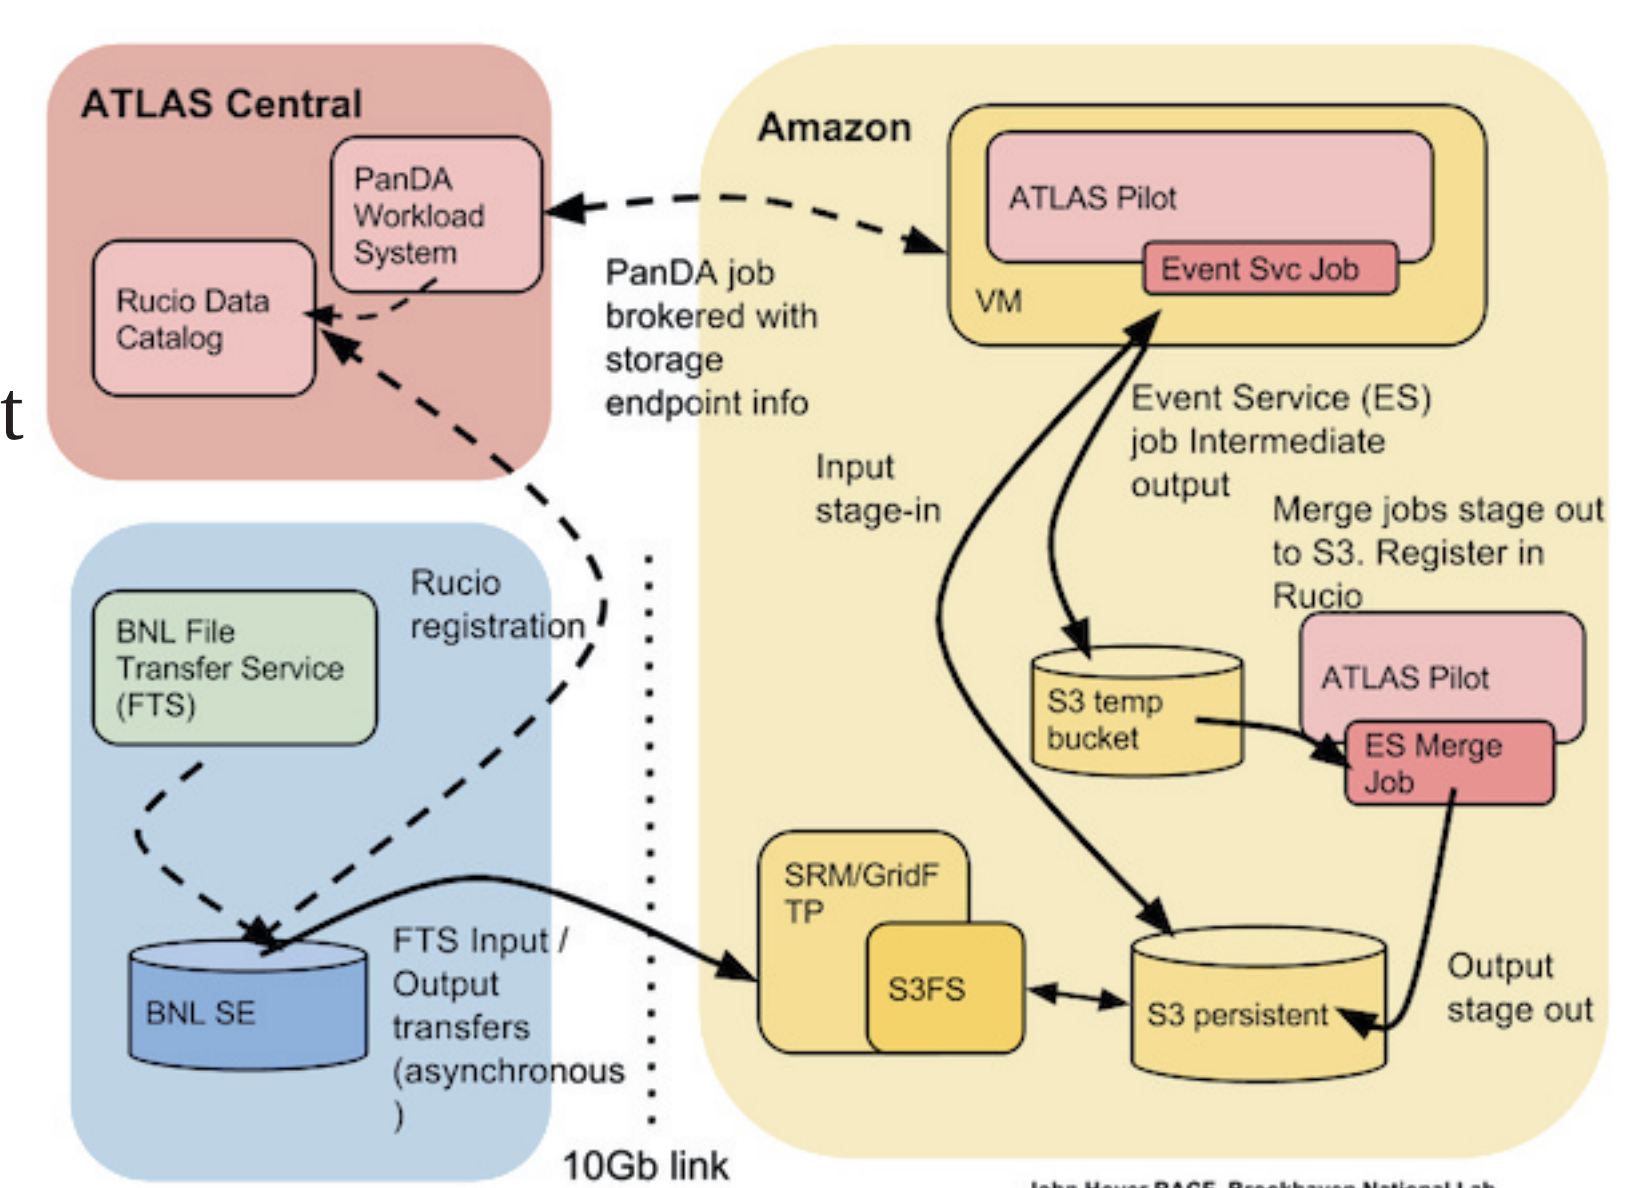 ATLAS Central
PanDA
Workload
System
Rucio Data
Catalog
t
Amazon
ATLAS Pilot
Event Svc Job
VM
PanDA job
brokered with
storage
endpoint info
Input
stage-in
Event Service (ES)
job Intermediate
output
Merge jobs stage out
to S3. Register in
Rucio
ATLAS Pilot
ES Merge
Job
S3 temp
bucket
Rucio
registration
BNL File
Transfer Service
(FTS)
BNL SE
FTS Input /
Output
transfers
(asynchronous
)
SRM/GridF
TP
S3FS
S3 persistent
Output
stage out
10Gb link
Brookhaven National Lab